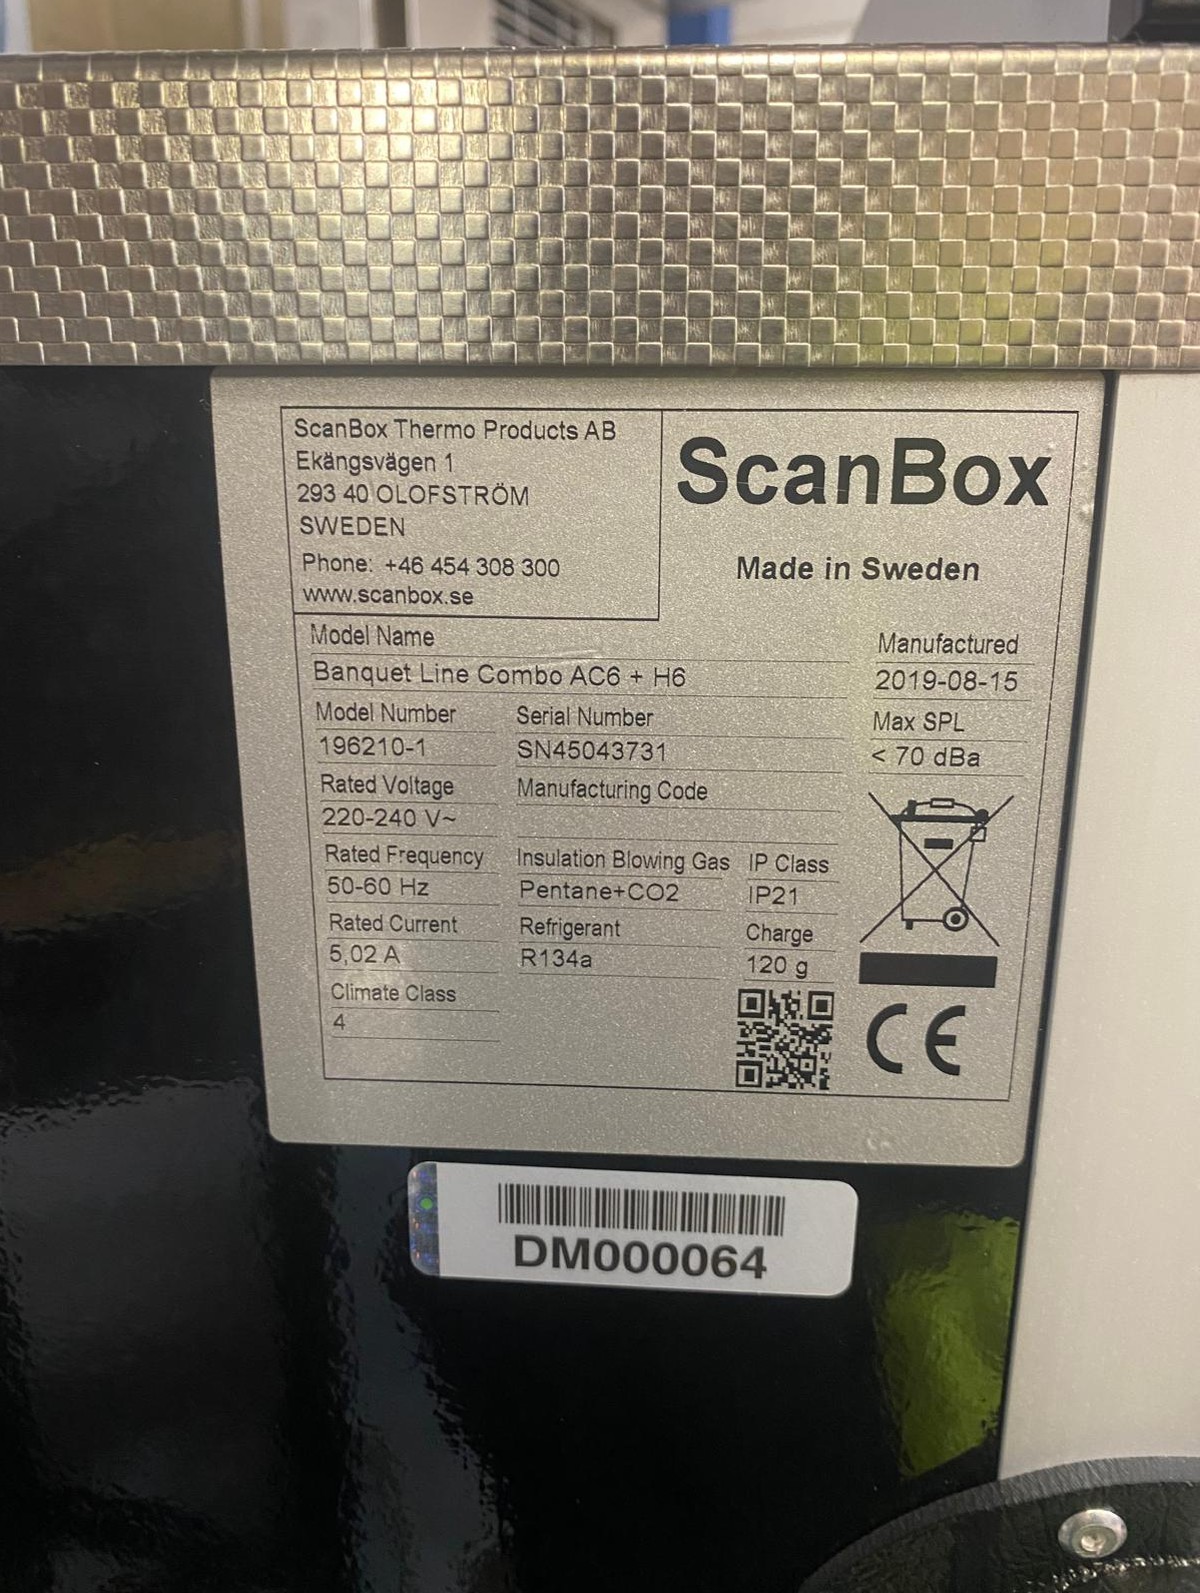 ScanBox Thermo Products AB
Ekängsvägen 1
293 40 OLOFSTRÖM
SWEDEN
Phone: +46 454 308 300
www.scanbox.se
ScanBox
Made in Sweden
Model Name
Banquet Line Combo AC6 + H6
Manufactured
2019-08-15
Model Number
196210-1
Serial Number
SN45043731
Max SPL
< 70 dBa
Rated Voltage
220-240 V~
Manufacturing Code
Rated Frequency
50-60 Hz
Insulation Blowing Gas
Pentane+CO2
IP Class
IP21
Rated Current
5,02 A
Refrigerant
R134a
Charge
120 g
Climate Class
4
CE
DM000064